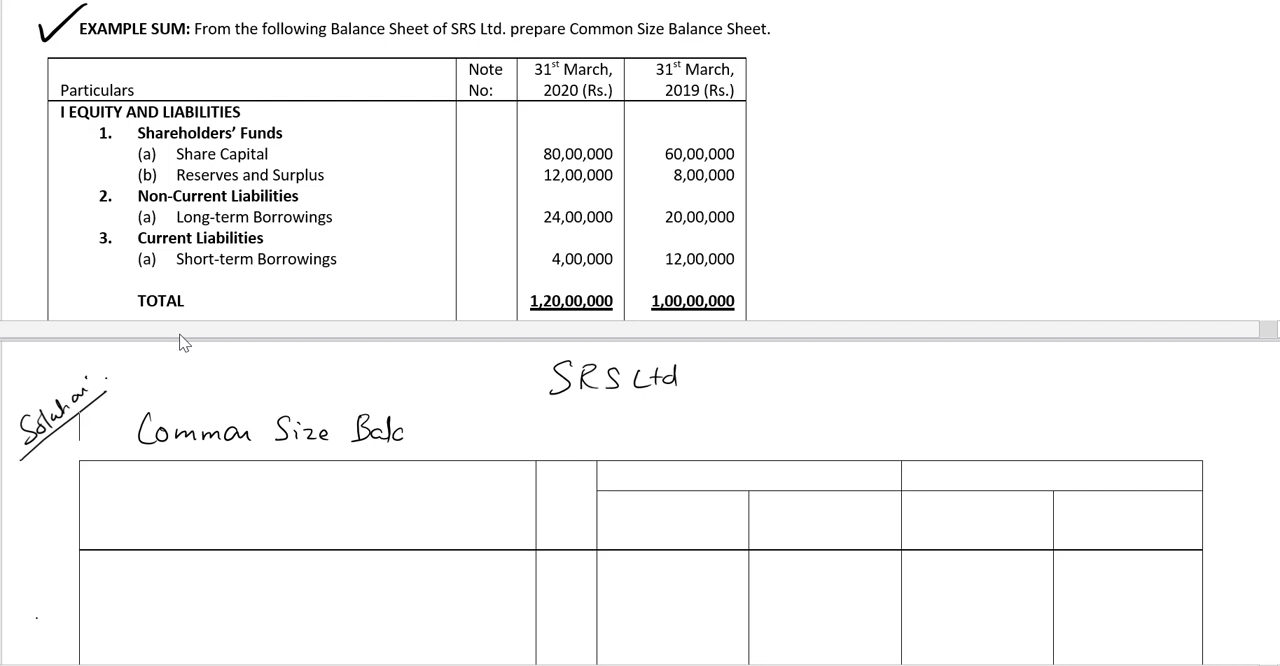 EXAMPLE SUM: From the following Balance Sheet of SRS Ltd. prepare Common Size Balance Sheet.
Particulars Note No: 31st March, 2020 (Rs.) 31st March, 2019 (Rs.)
I EQUITY AND LIABILITIES
1. Shareholders' Funds
(a) Share Capital 80,00,000 60,00,000
(b) Reserves and Surplus 12,00,000 8,00,000
2. Non-Current Liabilities
(a) Long-term Borrowings 24,00,000 20,00,000
3. Current Liabilities
(a) Short-term Borrowings 4,00,000 12,00,000
TOTAL 1,20,00,000 1,00,00,000
SRS Ltd
Solution:
Common Size Bala